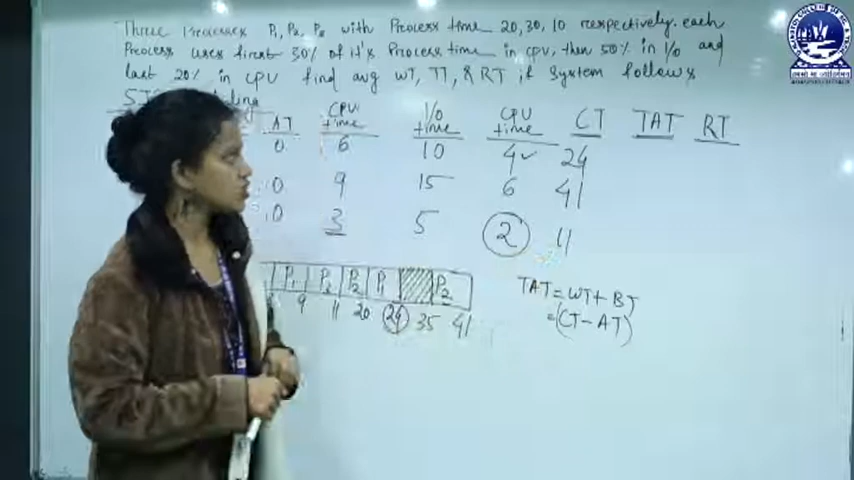 Three Processes P₁, P₂, P₃ with Process time 20, 30, 10 respectively. each
Process uses first 30% of it's Process time in cpu, then 50% in I/O and
last 20% in cpu find avg WT, TT, & RT if system follows
AT CPU time I/O time CPU time CT TAT RT
0 6 10 4 ✓ 24
0 9 15 6 41
0 3 5 2 11
P₁ P₃ P₂ P₁ P₂
9 11 20 24 35 41
TAT = WT + BT
= (CT - AT)